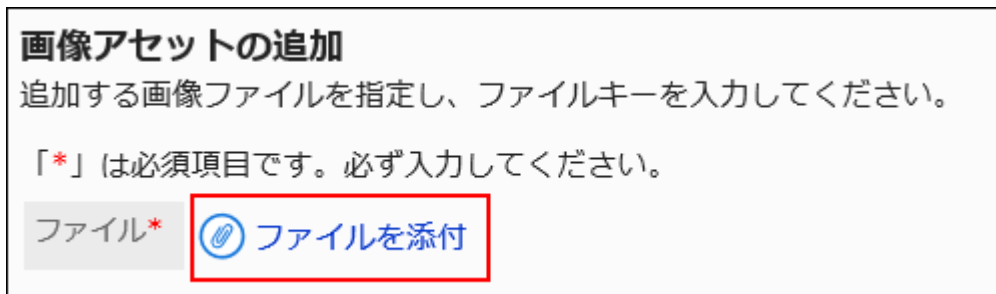 画像アセットの追加
追加する画像ファイルを指定し、ファイルキーを入力してください。
「*」は必須項目です。必ず入力してください。
ファイル* ファイルを添付